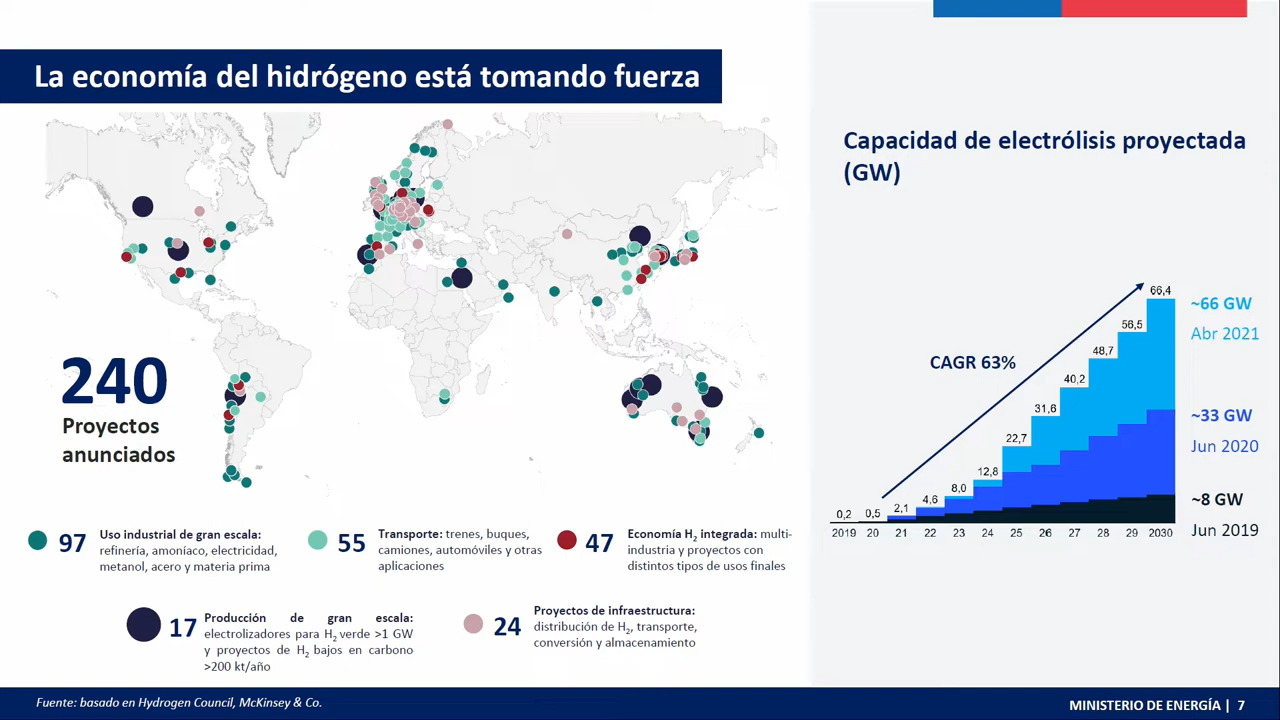 La economía del hidrógeno está tomando fuerza
240
Proyectos
anunciados
97
Uso industrial de gran escala:
refinería, amoníaco, electricidad,
metanol, acero y materia prima
55
Transporte: trenes, buques,
camiones, automóviles y otras
aplicaciones
47
Economía H2 integrada: multi-
industria y proyectos con
distintos tipos de usos finales
17
Producción de gran escala:
electrolizadores para H2 verde >1 GW
y proyectos de H2 bajos en carbono
>200 kt/año
24
Proyectos de infraestructura:
distribución de H2, transporte,
conversión y almacenamiento
Capacidad de electrólisis proyectada
(GW)
CAGR 63%
0,2 0,5 2,1 4,6 8,0 12,8 22,7 31,6 40,2 48,7 56,5 66,4
2019 20 21 22 23 24 25 26 27 28 29 2030
~66 GW
Abr 2021
~33 GW
Jun 2020
~8 GW
Jun 2019
Fuente: basado en Hydrogen Council, McKinsey & Co.
MINISTERIO DE ENERGÍA | 7